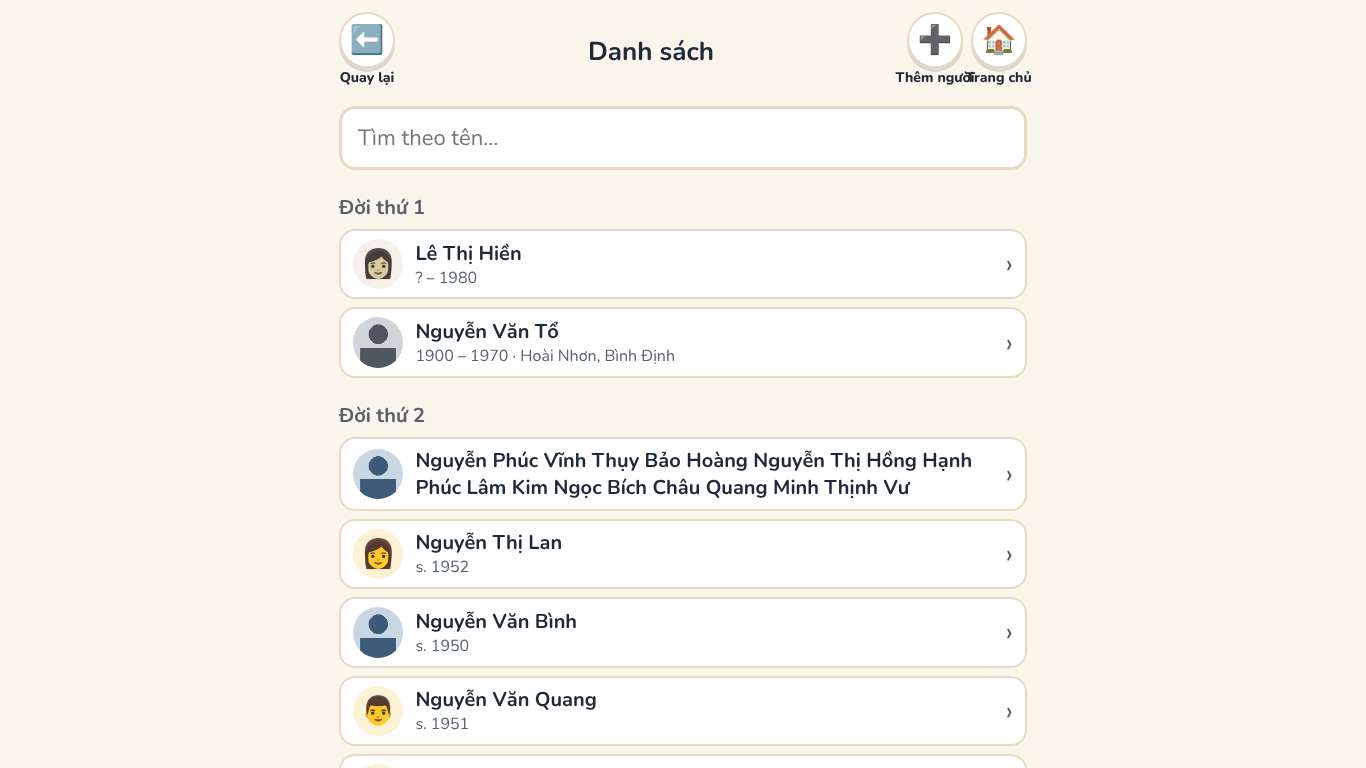 Quay lại
Danh sách
Thêm người
Trang chủ
Tìm theo tên...
Đời thứ 1
Lê Thị Hiền
? – 1980
›
Nguyễn Văn Tổ
1900 – 1970 · Hoài Nhơn, Bình Định
›
Đời thứ 2
Nguyễn Phúc Vĩnh Thụy Bảo Hoàng Nguyễn Thị Hồng Hạnh
Phúc Lâm Kim Ngọc Bích Châu Quang Minh Thịnh Vư
›
Nguyễn Thị Lan
s. 1952
›
Nguyễn Văn Bình
s. 1950
›
Nguyễn Văn Quang
s. 1951
›